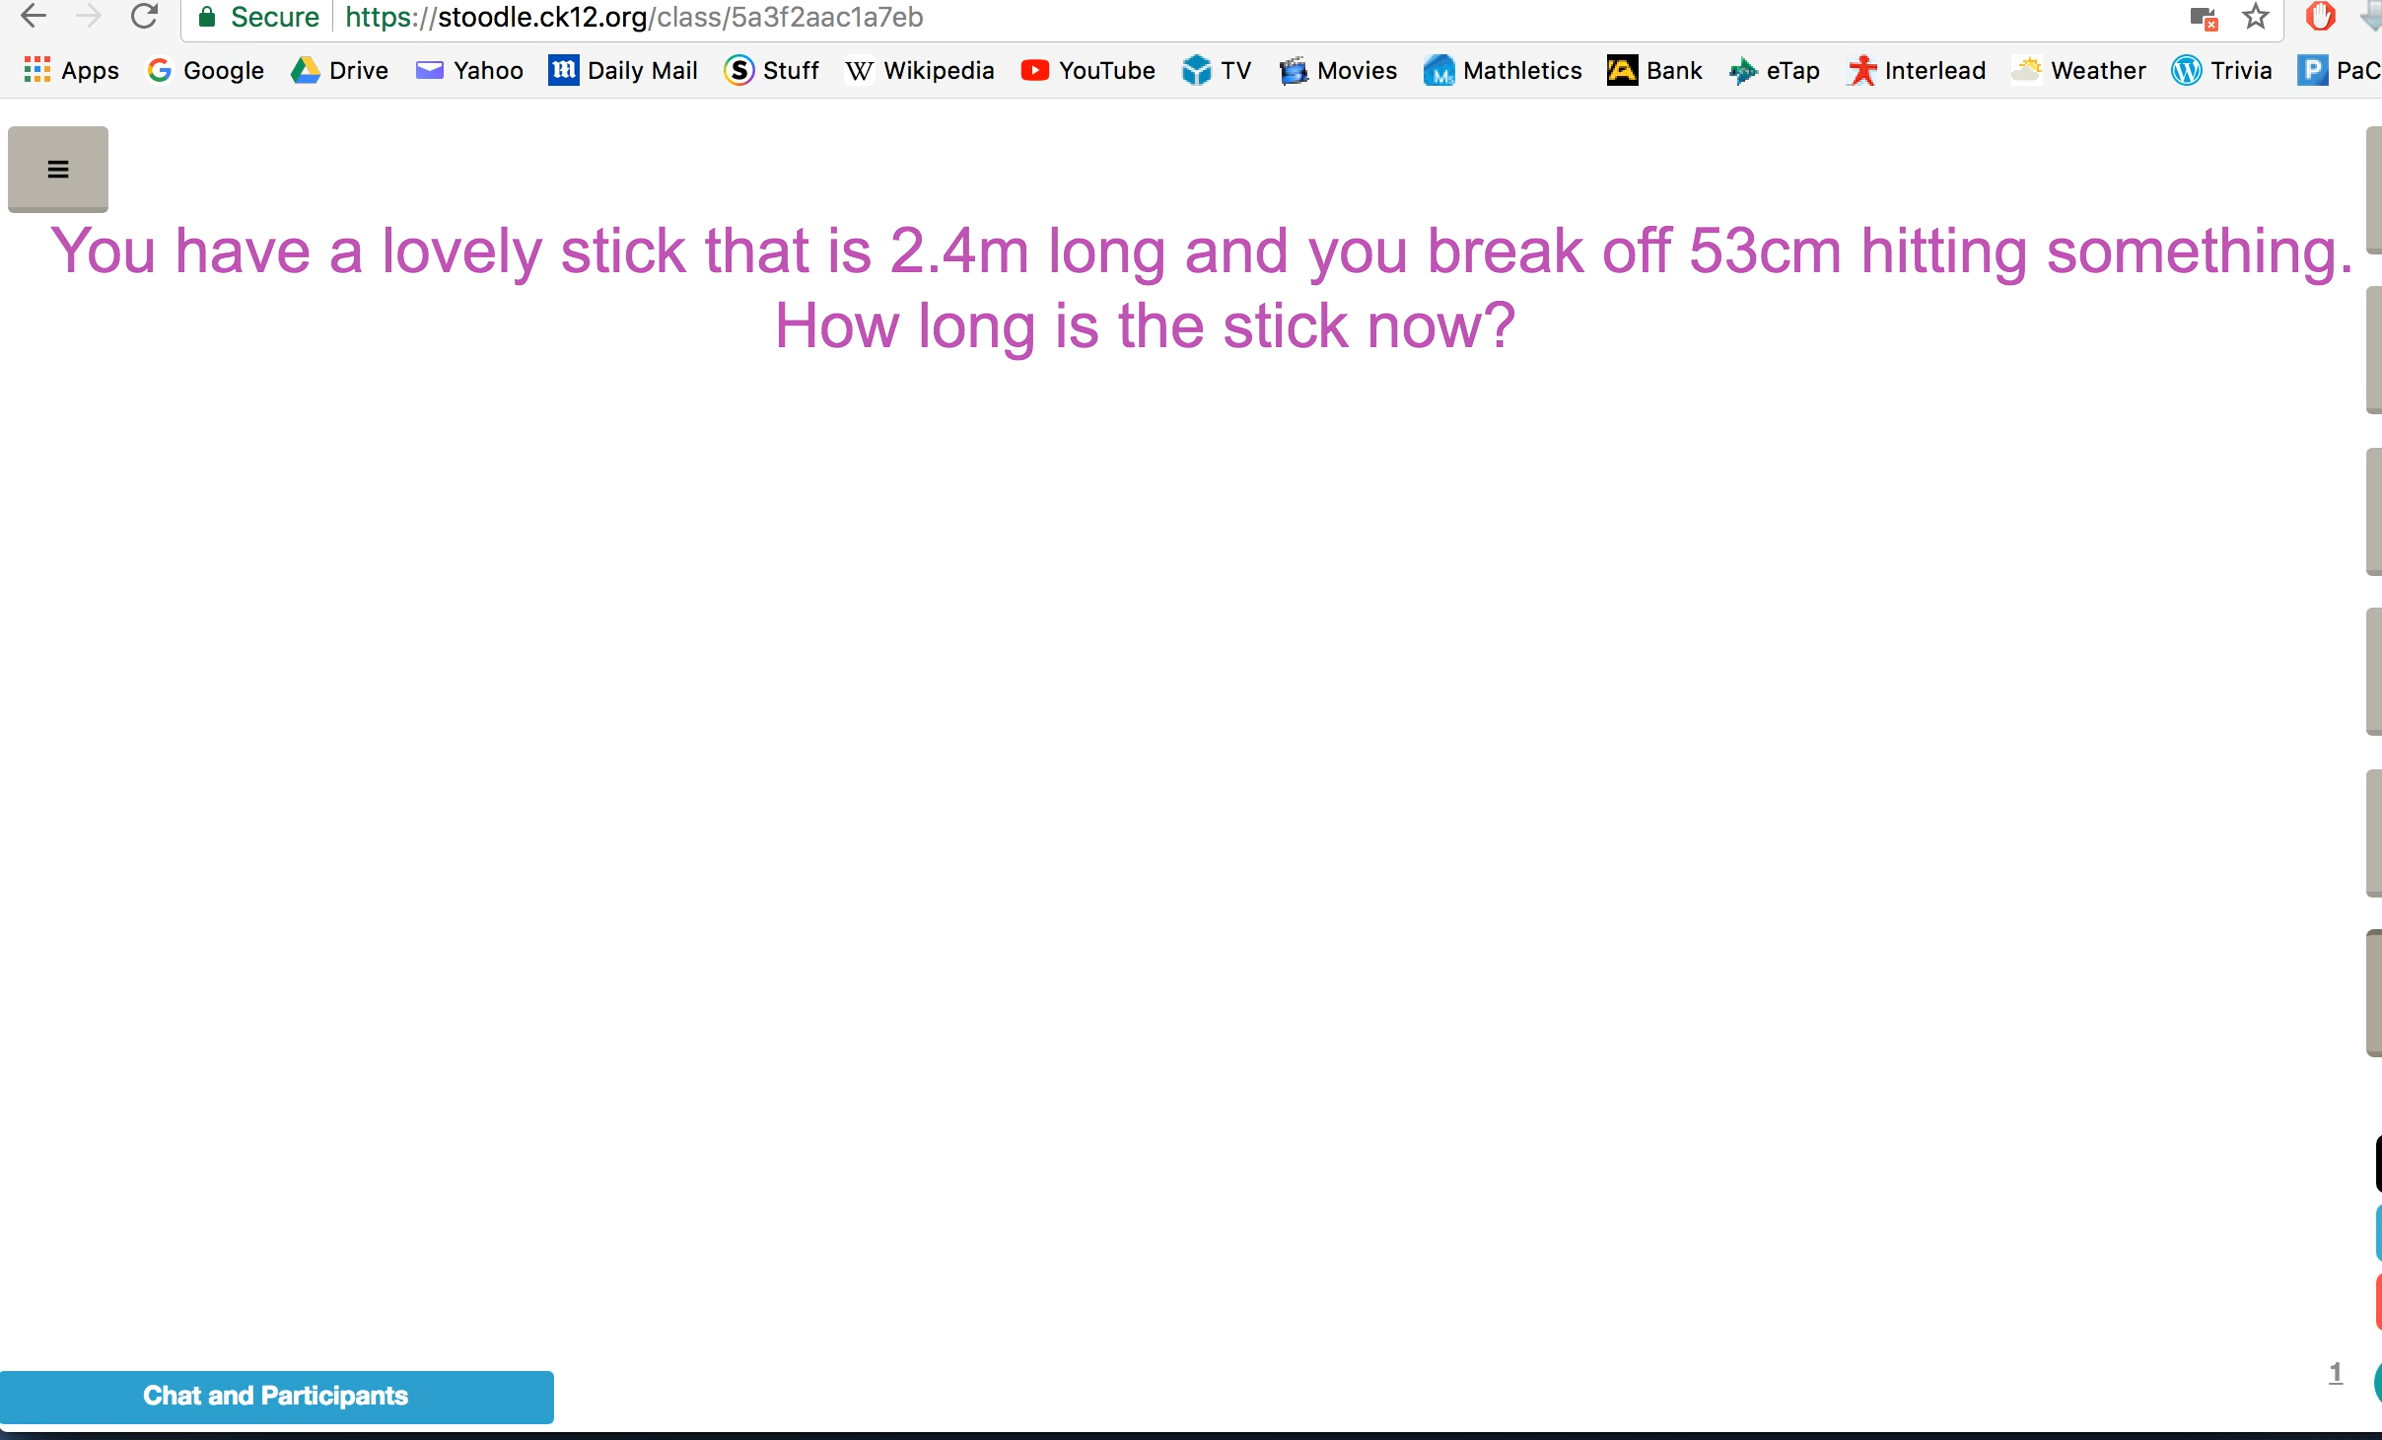 Secure https://stoodle.ck12.org/class/5a3f2aac1a7eb
Apps Google Drive Yahoo Daily Mail Stuff Wikipedia YouTube TV Movies Mathletics Bank eTap Interlead Weather Trivia PaC
You have a lovely stick that is 2.4m long and you break off 53cm hitting something.
How long is the stick now?
1
Chat and Participants